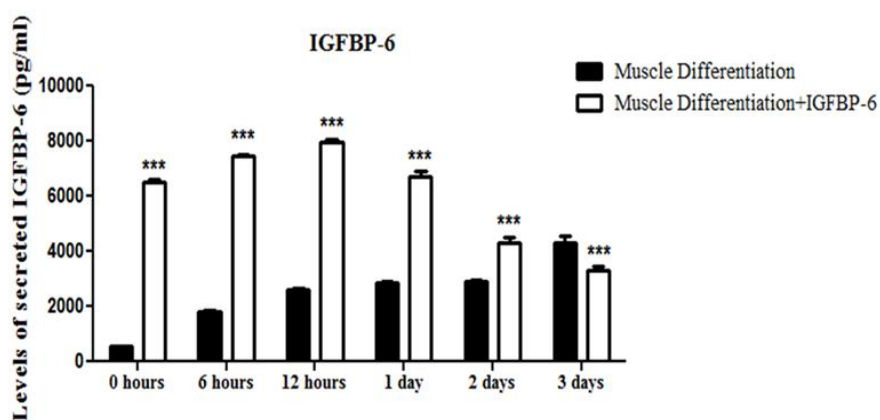 IGFBP-6
Muscle Differentiation
Muscle Differentiation+IGFBP-6
Levels of secreted IGFBP-6 (pg/ml)
10000
8000
6000
4000
2000
0
***
***
***
***
***
***
0 hours
6 hours
12 hours
1 day
2 days
3 days